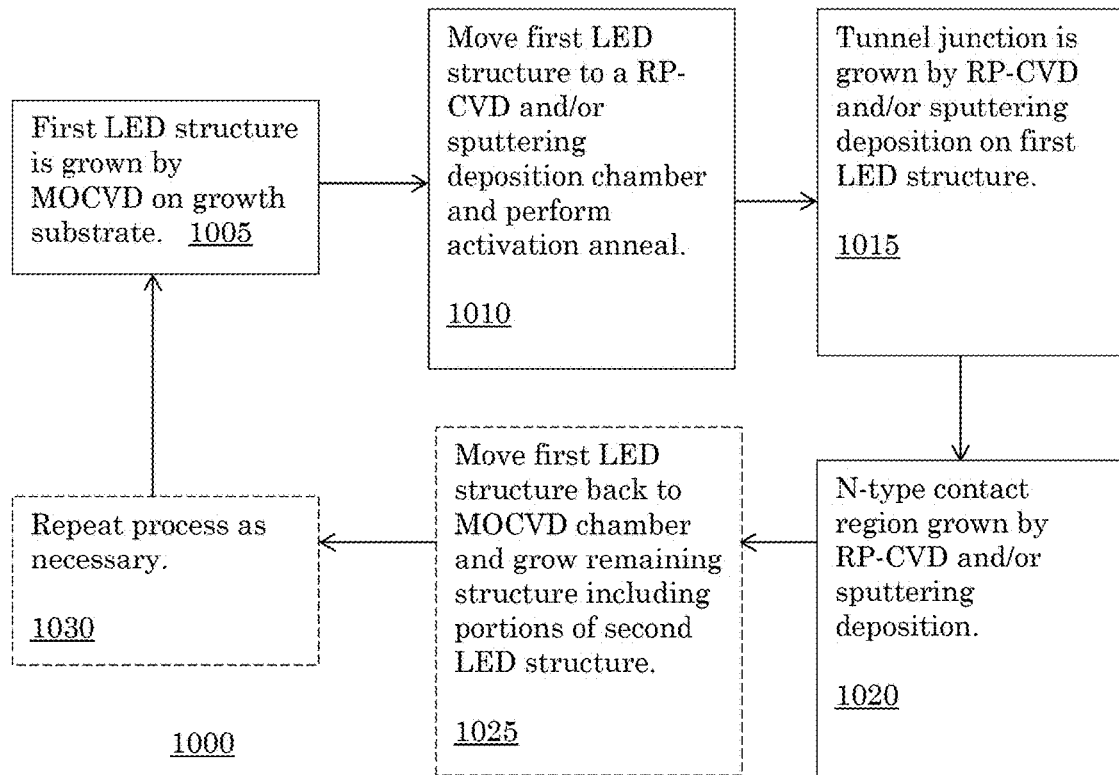 First LED structure
is grown by
MOCVD on growth
substrate. 1005
Move first LED
structure to a RP-
CVD and/or
sputtering
deposition chamber
and perform
activation anneal.
1010
Tunnel junction is
grown by RP-CVD
and/or sputtering
deposition on first
LED structure.
1015
N-type contact
region grown by
RP-CVD and/or
sputtering
deposition.
1020
Move first LED
structure back to
MOCVD chamber
and grow remaining
structure including
portions of second
LED structure.
1025
Repeat process as
necessary.
1030
1000